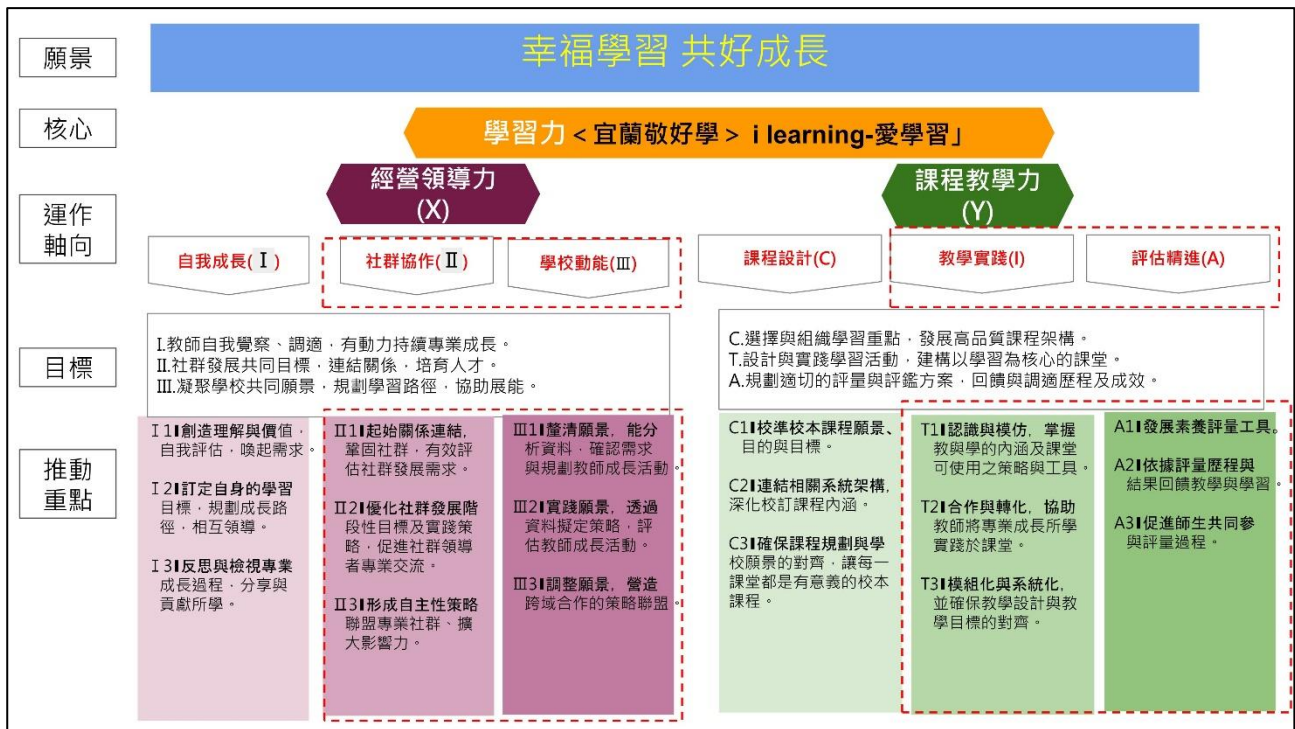 願景
幸福學習 共好成長
核心
學習力＜宜蘭敬好學＞ i learning-愛學習」
運作
軸向
經營領導力
(X)
課程教學力
(Y)
自我成長(Ⅰ)
社群協作(Ⅱ)
學校動能(Ⅲ)
課程設計(C)
教學實踐(I)
評估精進(A)
目標
I.教師自我覺察、調適，有動力持續專業成長。
Ⅱ.社群發展共同目標，連結關係，培育人才。
Ⅲ.凝聚學校共同願景，規劃學習路徑，協助展能。
C.選擇與組織學習重點，發展高品質課程架構。
T.設計與實踐學習活動，建構以學習為核心的課堂。
A.規劃適切的評量與評鑑方案，回饋與調適歷程及成效。
推動
重點
Ⅰ1▌創造理解與價值，
自我評估，喚起需求。
Ⅰ2▌訂定自身的學習
目標，規劃成長路
徑，相互領導。
Ⅰ3▌反思與檢視專業
成長過程，分享與
貢獻所學。
Ⅱ1▌起始關係連結，
鞏固社群，有效評
估社群發展需求。
Ⅱ2▌優化社群發展階
段性目標及實踐策
略，促進社群領導
者專業交流。
Ⅱ3▌形成自主性策略
聯盟專業社群、擴
大影響力。
Ⅲ1▌釐清願景，能分
析資料，確認需求
與規劃教師成長活動。
Ⅲ2▌實踐願景，透過
資料擬定策略，評
估教師成長活動。
Ⅲ3▌調整願景，營造
跨域合作的策略聯盟。
C1▌校準校本課程願景、
目的與目標。
C2▌連結相關系統架構，
深化校訂課程內涵。
C3▌確保課程規劃與學
校願景的對齊，讓每一
課堂都是有意義的校本
課程。
T1▌認識與模仿，掌握
教與學的內涵及課堂
可使用之策略與工具。
T2▌合作與轉化，協助
教師將專業成長所學
實踐於課堂。
T3▌模組化與系統化，
並確保教學設計與教
學目標的對齊。
A1▌發展素養評量工具。
A2▌依據評量歷程與
結果回饋教學與學習。
A3▌促進師生共同參
與評量過程。